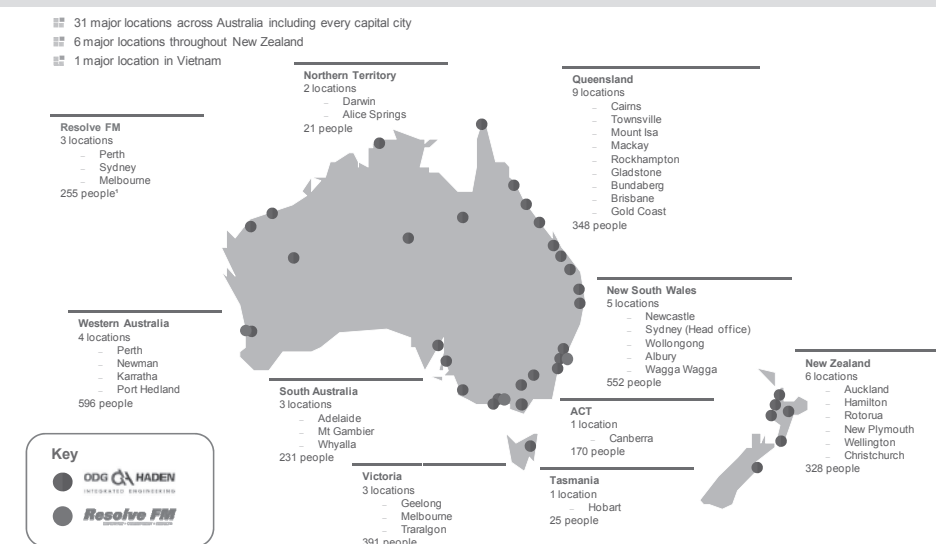 31 major locations across Australia including every capital city
6 major locations throughout New Zealand
1 major location in Vietnam
Northern Territory
2 locations
– Darwin
– Alice Springs
21 people
Queensland
9 locations
– Cairns
– Townsville
– Mount Isa
– Mackay
– Rockhampton
– Gladstone
– Bundaberg
– Brisbane
– Gold Coast
348 people
Resolve FM
3 locations
– Perth
– Sydney
– Melbourne
255 people¹
New South Wales
5 locations
– Newcastle
– Sydney (Head office)
– Wollongong
– Albury
– Wagga Wagga
552 people
Western Australia
4 locations
– Perth
– Newman
– Karratha
– Port Hedland
596 people
New Zealand
6 locations
– Auckland
– Hamilton
– Rotorua
– New Plymouth
– Wellington
– Christchurch
328 people
South Australia
3 locations
– Adelaide
– Mt Gambier
– Whyalla
231 people
ACT
1 location
– Canberra
170 people
Victoria
3 locations
– Geelong
– Melbourne
– Traralgon
391 people
Tasmania
1 location
– Hobart
25 people
Key
ODG HADEN
INTEGRATED ENGINEERING
Resolve FM